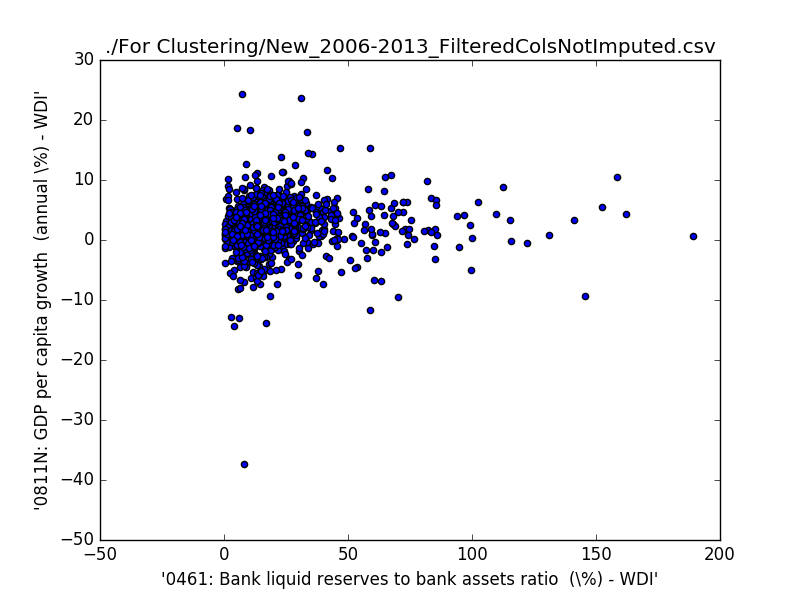 ./For Clustering/New_2006-2013_FilteredColsNotImputed.csv
30
20
10
0
−10
−20
−30
−40
−50
'0811N: GDP per capita growth  (annual \%) - WDI'
−50 0 50 100 150 200
'0461: Bank liquid reserves to bank assets ratio  (\%) - WDI'